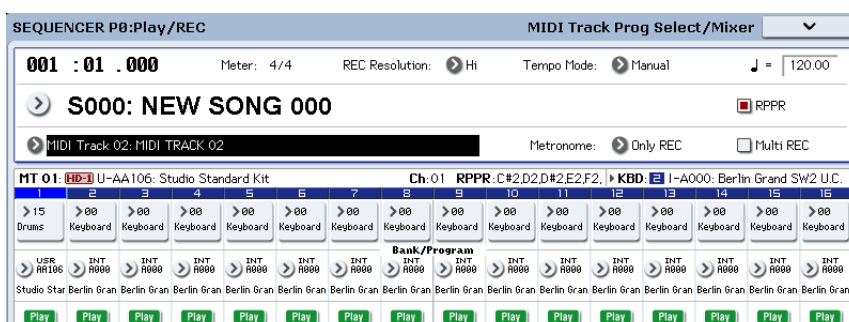 SEQUENCER P0:Play/REC MIDI Track Prog Select/Mixer
001 : 01 . 000 Meter: 4/4 REC Resolution: Hi Tempo Mode: Manual ♩ = 120.00
S000: NEW SONG 000 RPPR
MIDI Track 02: MIDI TRACK 02 Metronome: Only REC Multi REC
MT 01: HD-1 U-AA106: Studio Standard Kit Ch:01 RPPR:C#2,D2,D#2,E2,F2, KBD: 2 I-A000: Berlin Grand SW2 U.C.
1 2 3 4 5 6 7 8 9 10 11 12 13 14 15 16
15 00 00 00 00 00 00 00 00 00 00 00 00 00 00 00
Drums Keyboard Keyboard Keyboard Keyboard Keyboard Keyboard Keyboard Keyboard Keyboard Keyboard Keyboard Keyboard Keyboard Keyboard Keyboard
Bank/Program
USR INT INT INT INT INT INT INT INT INT INT INT INT INT INT INT
AA106 A000 A000 A000 A000 A000 A000 A000 A000 A000 A000 A000 A000 A000 A000 A000
Studio Star Berlin Gran Berlin Gran Berlin Gran Berlin Gran Berlin Gran Berlin Gran Berlin Gran Berlin Gran Berlin Gran Berlin Gran Berlin Gran Berlin Gran Berlin Gran Berlin Gran Berlin Gran
Play Play Play Play Play Play Play Play Play Play Play Play Play Play Play Play